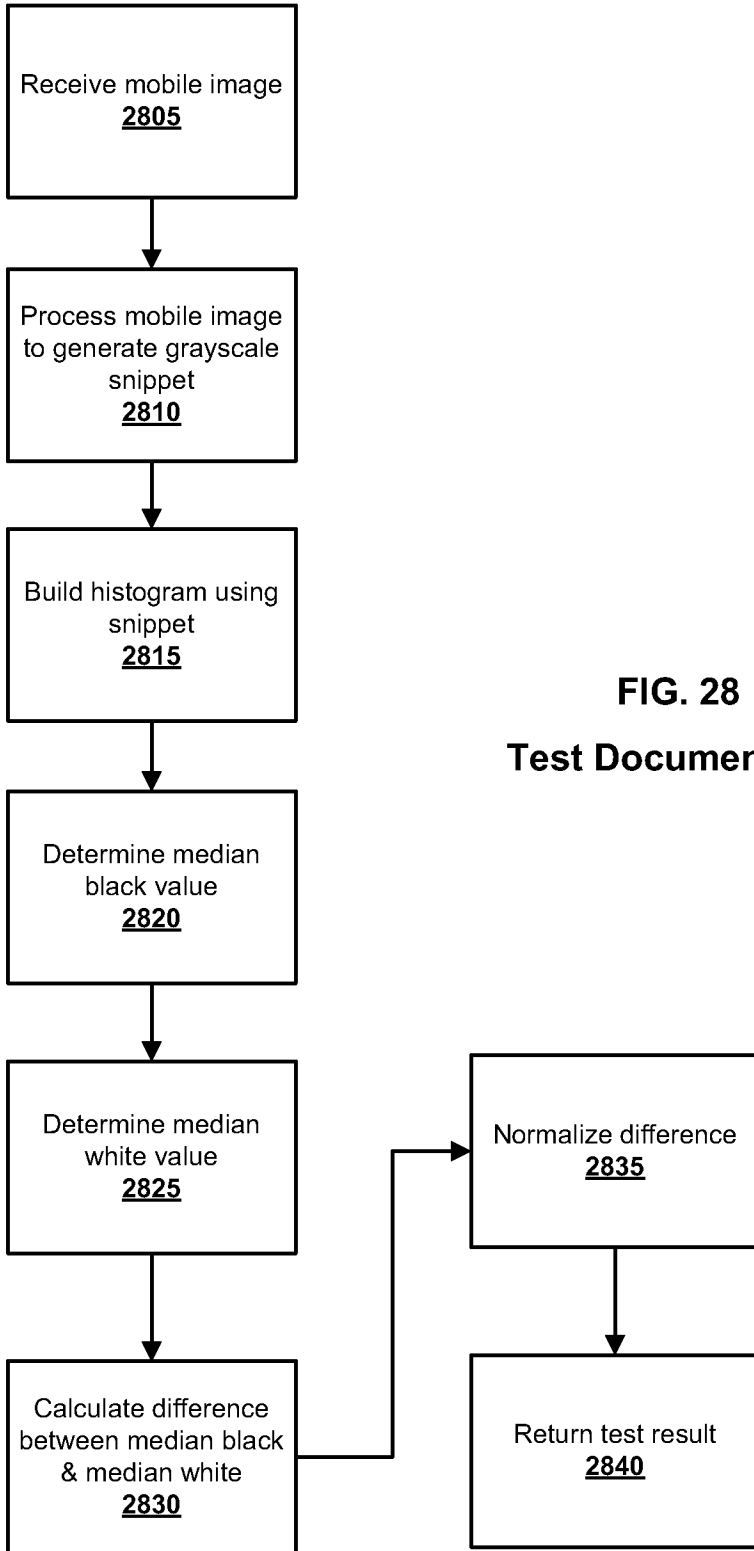 Receive mobile image
2805
Process mobile image
to generate grayscale
snippet
2810
Build histogram using
snippet
2815
Determine median
black value
2820
Determine median
white value
2825
Calculate difference
between median black
& median white
2830
Normalize difference
2835
Return test result
2840
FIG. 28
Test